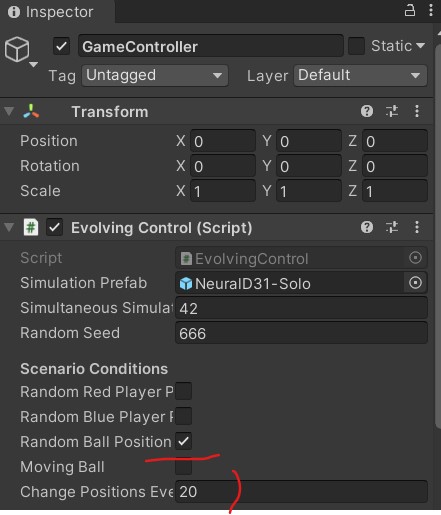 Inspector
GameController
Static
Tag Untagged Layer Default
Transform
Position X 0 Y 0 Z 0
Rotation X 0 Y 0 Z 0
Scale X 1 Y 1 Z 1
Evolving Control (Script)
Script EvolvingControl
Simulation Prefab NeuralD31-Solo
Simultaneous Simulat 42
Random Seed 666
Scenario Conditions
Random Red Player P
Random Blue Player P
Random Ball Position
Moving Ball
Change Positions Eve 20